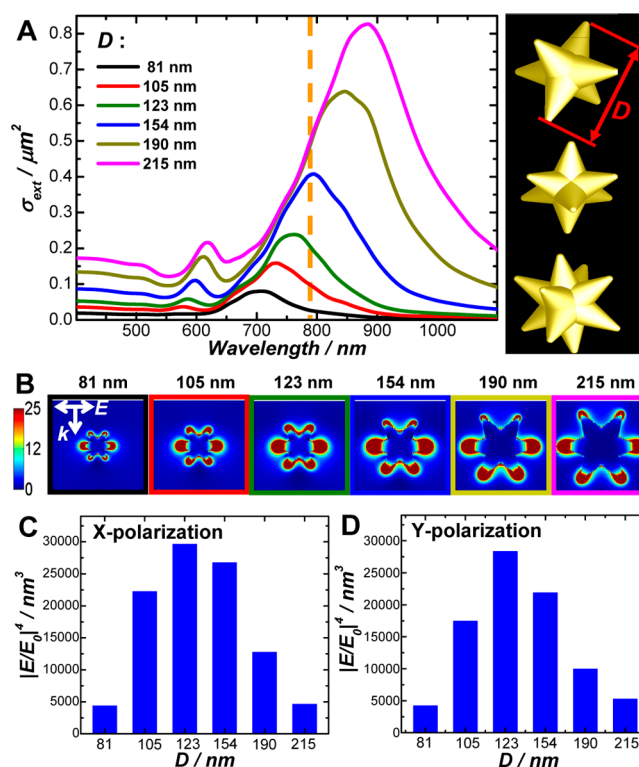 A
D :
81 nm
105 nm
123 nm
154 nm
190 nm
215 nm
σext / μm²
0.8
0.7
0.6
0.5
0.4
0.3
0.2
0.1
0.0
500 600 700 800 900 1000
Wavelength / nm
D
B
81 nm 105 nm 123 nm 154 nm 190 nm 215 nm
25
12
0
E
k
C
X-polarization
|E/E₀|⁴ / nm³
30000
25000
20000
15000
10000
5000
0
81 105 123 154 190 215
D / nm
D
Y-polarization
|E/E₀|⁴ / nm³
30000
25000
20000
15000
10000
5000
0
81 105 123 154 190 215
D / nm